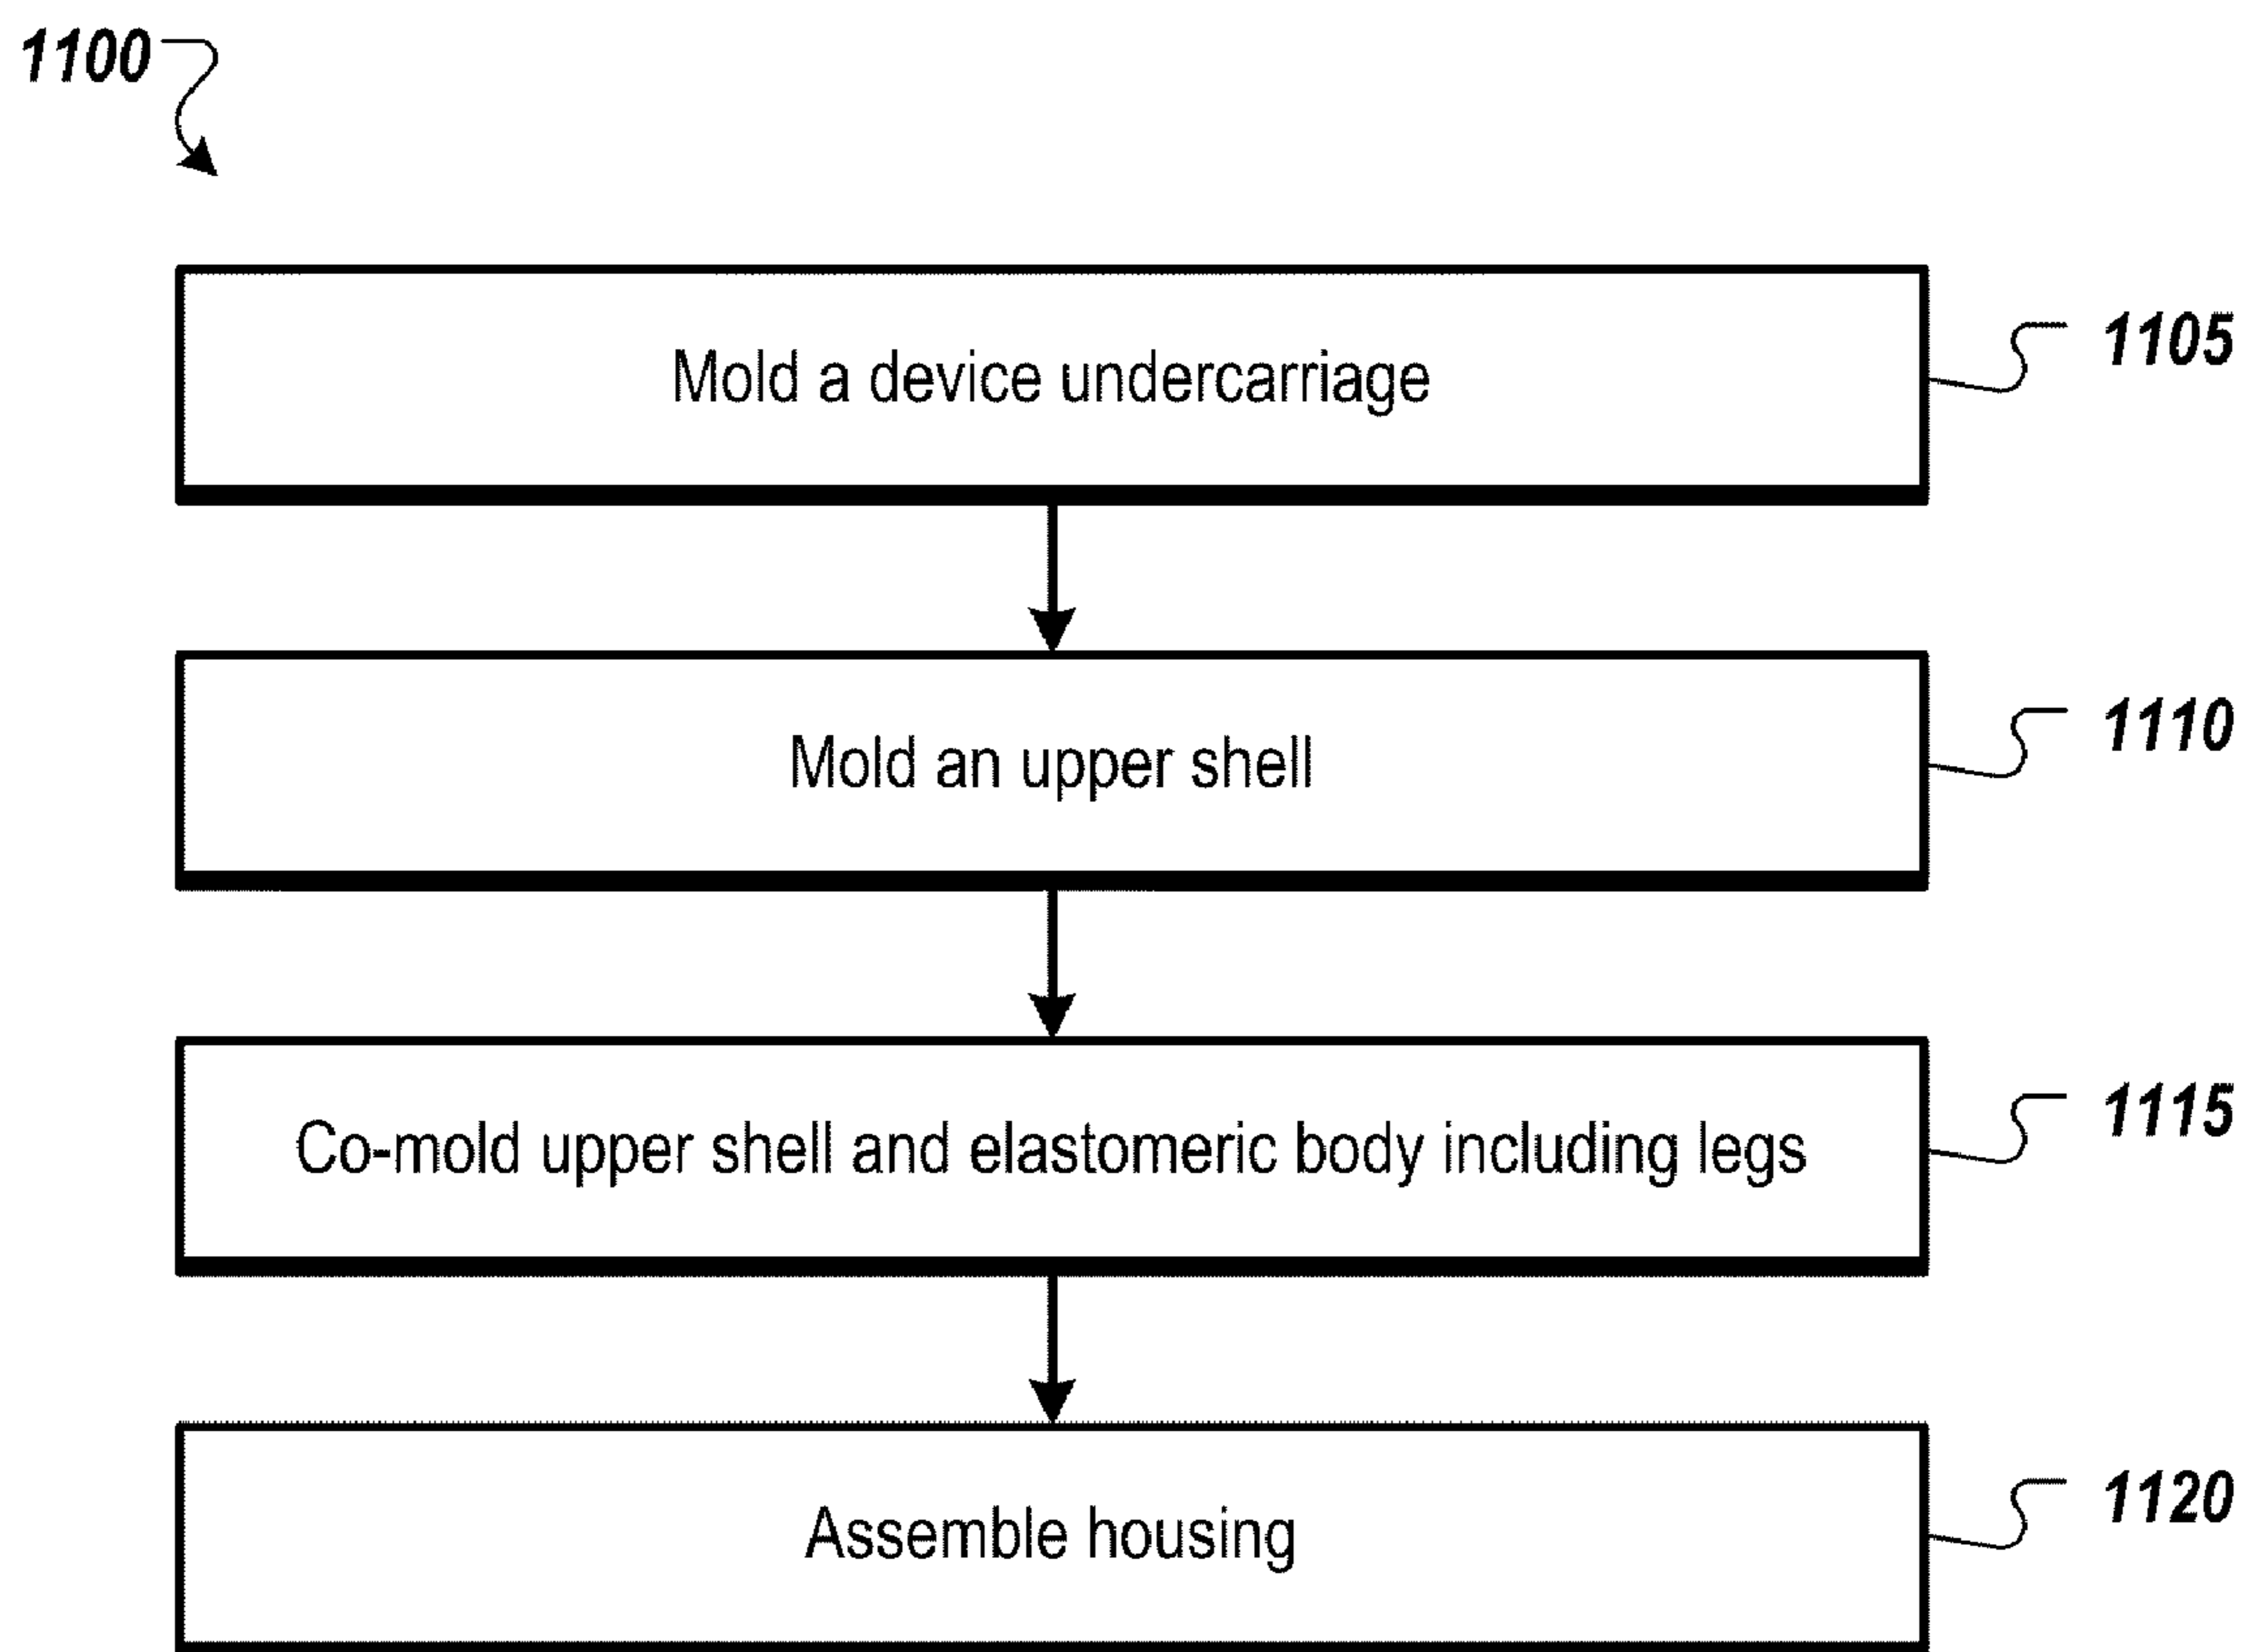 1100
Mold a device undercarriage
1105
Mold an upper shell
1110
Co-mold upper shell and elastomeric body including legs
1115
Assemble housing
1120